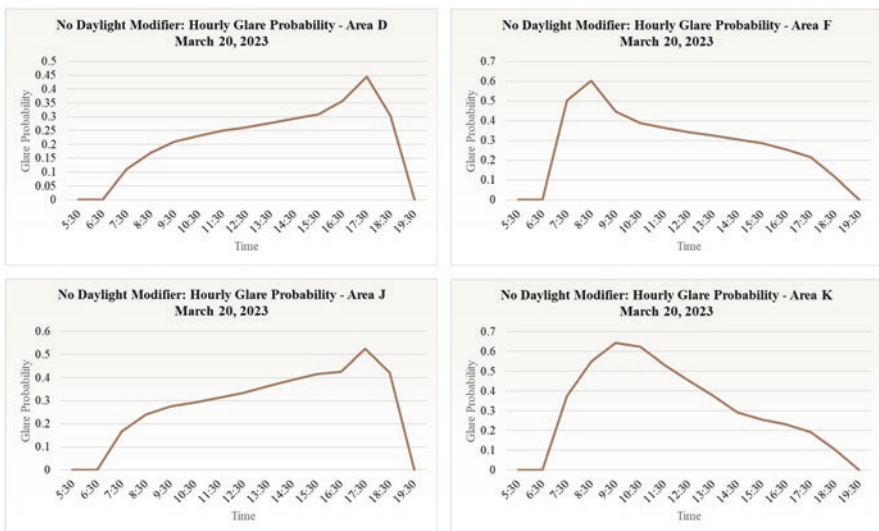 No Daylight Modifier: Hourly Glare Probability - Area D
March 20, 2023
Glare Probability
0.45
0.4
0.35
0.3
0.25
0.2
0.15
0.1
0.05
0
5:30 6:30 7:30 8:30 9:30 10:30 11:30 12:30 13:30 14:30 15:30 16:30 17:30 18:30 19:30
Time
No Daylight Modifier: Hourly Glare Probability - Area F
March 20, 2023
Glare Probability
0.7
0.6
0.5
0.4
0.3
0.2
0.1
0
5:30 6:30 7:30 8:30 9:30 10:30 11:30 12:30 13:30 14:30 15:30 16:30 17:30 18:30 19:30
Time
No Daylight Modifier: Hourly Glare Probability - Area J
March 20, 2023
Glare Probability
0.6
0.5
0.4
0.3
0.2
0.1
0
5:30 6:30 7:30 8:30 9:30 10:30 11:30 12:30 13:30 14:30 15:30 16:30 17:30 18:30 19:30
Time
No Daylight Modifier: Hourly Glare Probability - Area K
March 20, 2023
Glare Probability
0.7
0.6
0.5
0.4
0.3
0.2
0.1
0
5:30 6:30 7:30 8:30 9:30 10:30 11:30 12:30 13:30 14:30 15:30 16:30 17:30 18:30 19:30
Time